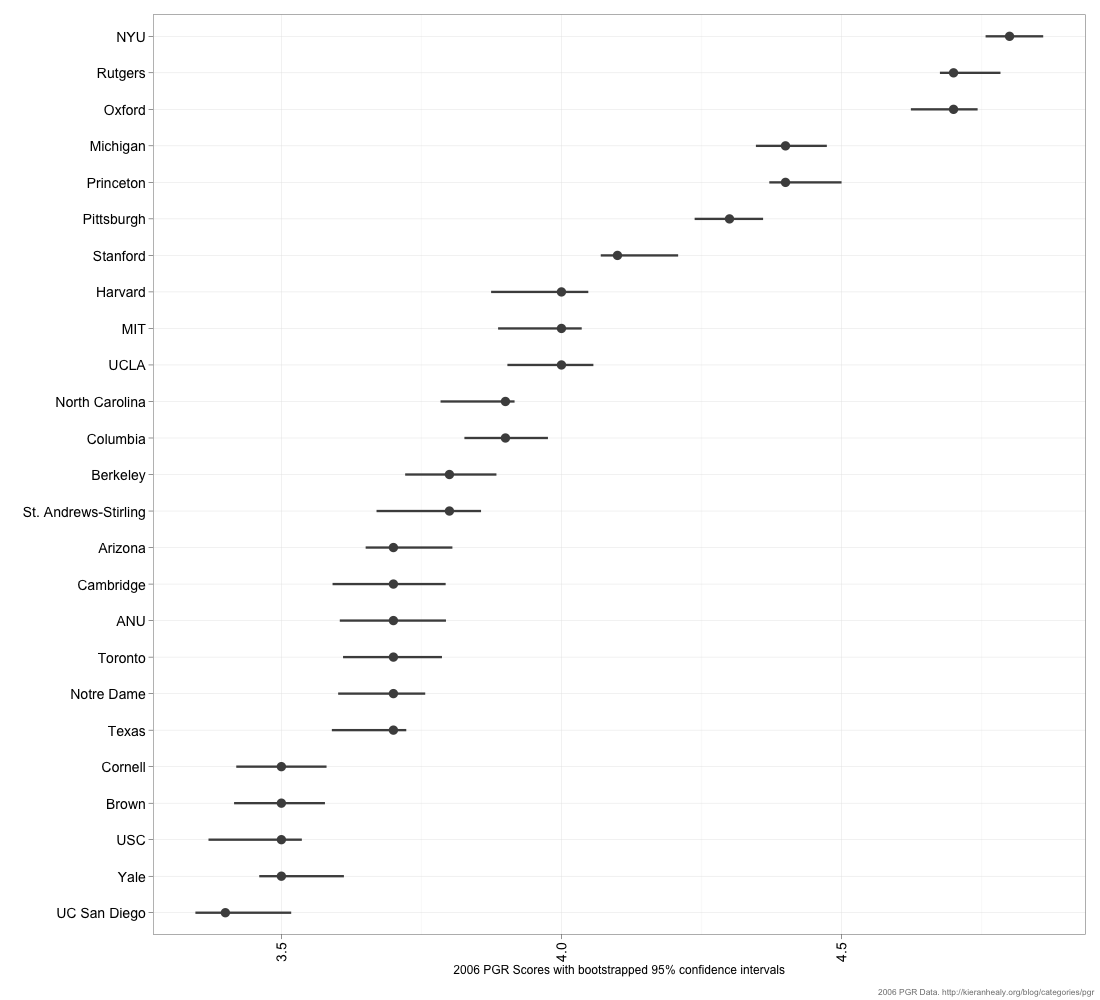 NYU
Rutgers
Oxford
Michigan
Princeton
Pittsburgh
Stanford
Harvard
MIT
UCLA
North Carolina
Columbia
Berkeley
St. Andrews-Stirling
Arizona
Cambridge
ANU
Toronto
Notre Dame
Texas
Cornell
Brown
USC
Yale
UC San Diego
3.5
4.0
4.5
2006 PGR Scores with bootstrapped 95% confidence intervals
2006 PGR Data. http://kieranhealy.org/blog/categories/pgr